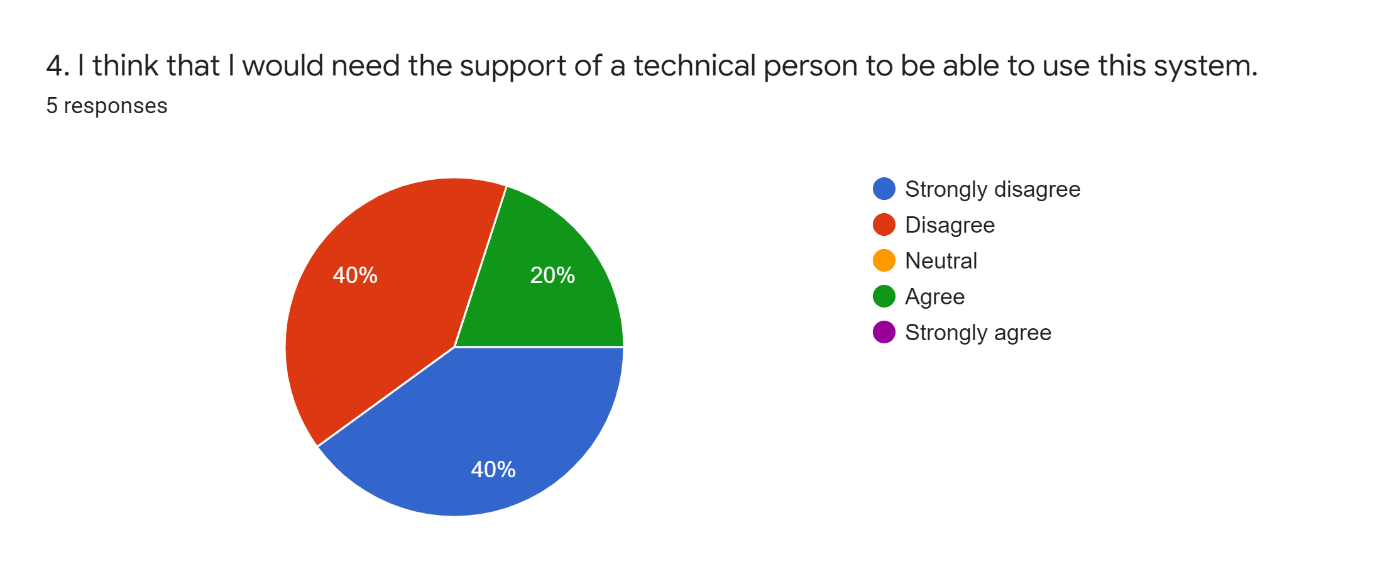 4. I think that I would need the support of a technical person to be able to use this system.
5 responses
Strongly disagree
Disagree
Neutral
Agree
Strongly agree
40%
20%
40%